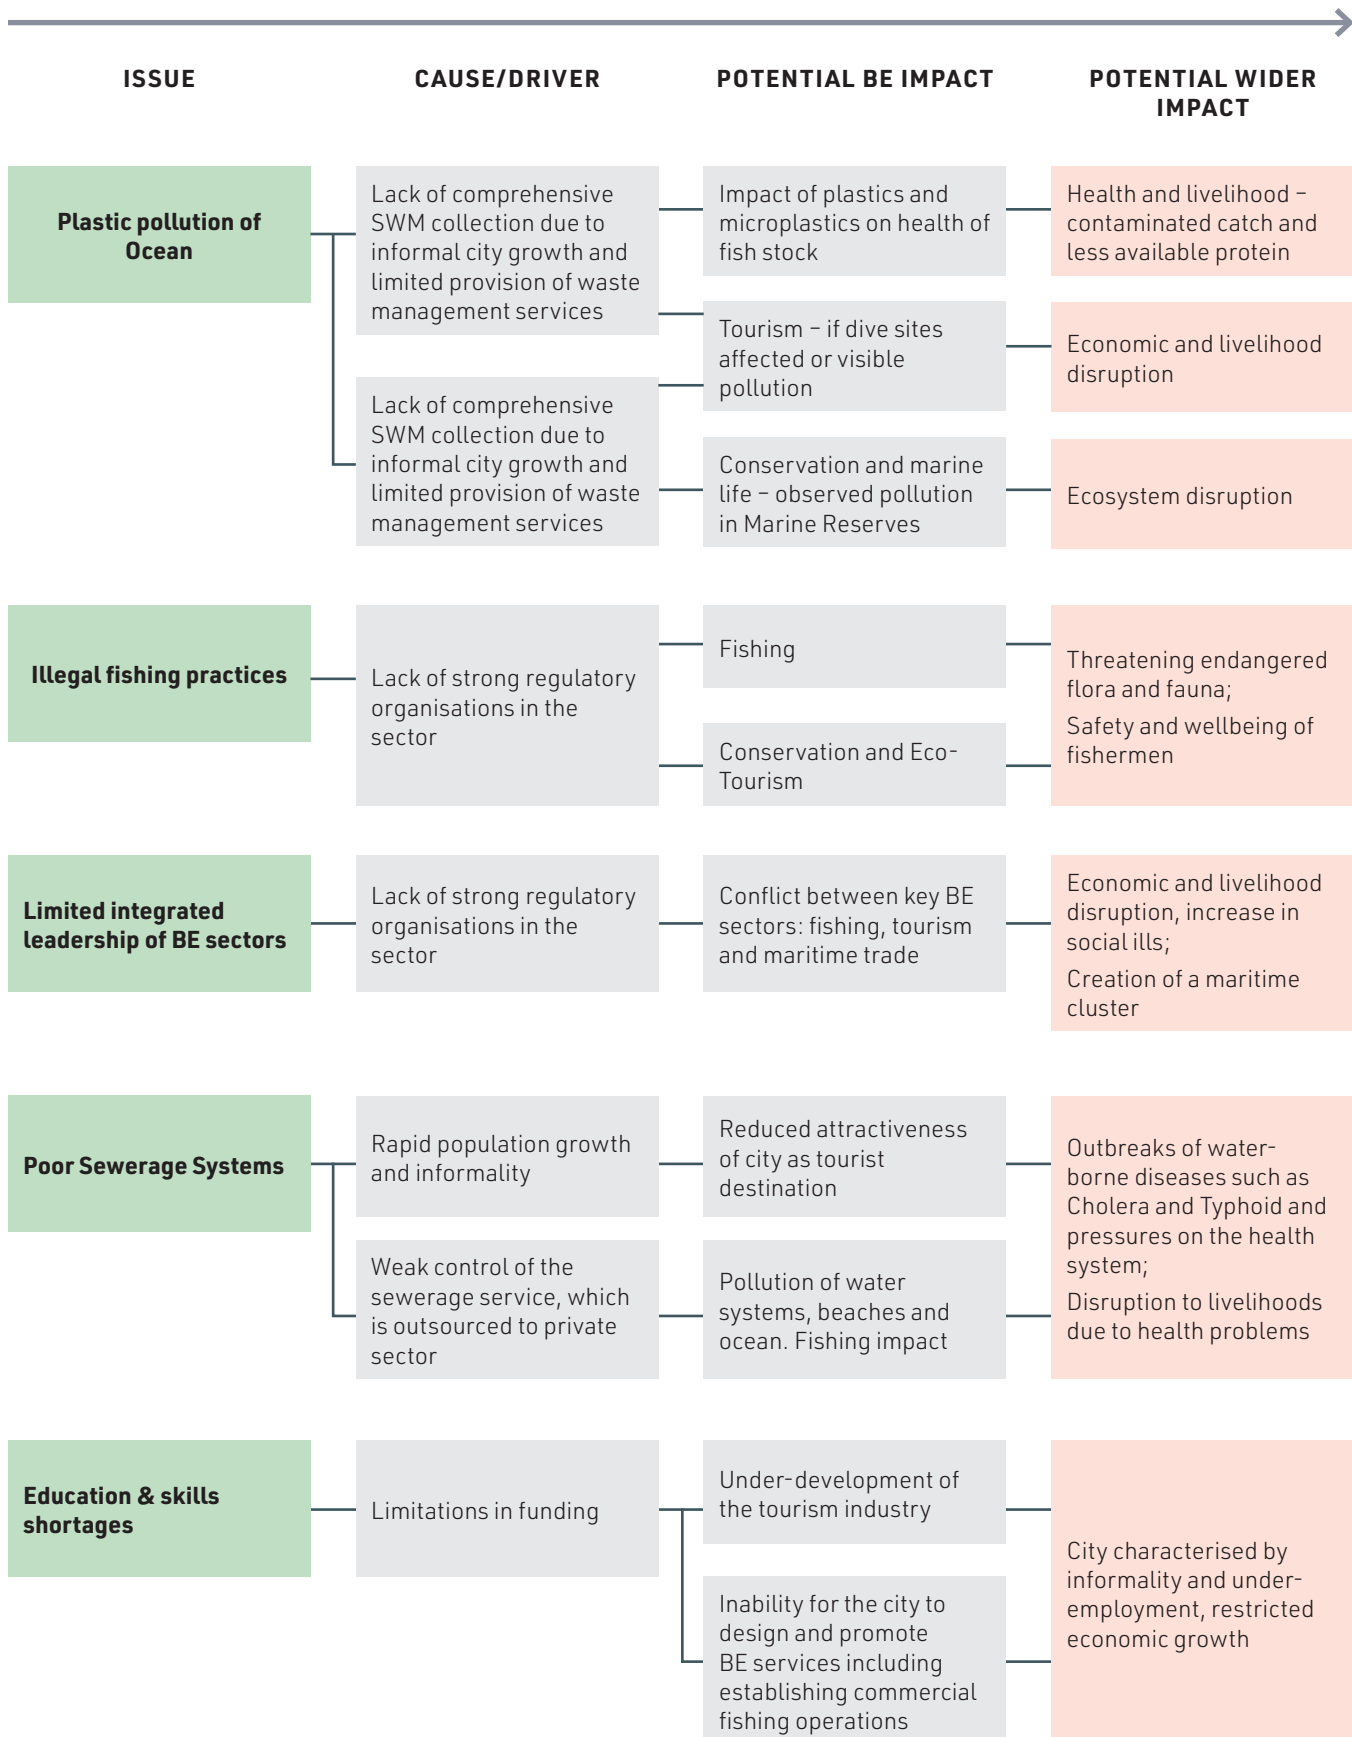 ISSUE
CAUSE/DRIVER
POTENTIAL BE IMPACT
POTENTIAL WIDER
IMPACT
Plastic pollution of
Ocean
Lack of comprehensive
SWM collection due to
informal city growth and
limited provision of waste
management services
Lack of comprehensive
SWM collection due to
informal city growth and
limited provision of waste
management services
Impact of plastics and
microplastics on health of
fish stock
Tourism – if dive sites
affected or visible
pollution
Conservation and marine
life – observed pollution
in Marine Reserves
Health and livelihood –
contaminated catch and
less available protein
Economic and livelihood
disruption
Ecosystem disruption
Illegal fishing practices
Lack of strong regulatory
organisations in the
sector
Fishing
Conservation and Eco-
Tourism
Threatening endangered
flora and fauna;
Safety and wellbeing of
fishermen
Limited integrated
leadership of BE sectors
Lack of strong regulatory
organisations in the
sector
Conflict between key BE
sectors: fishing, tourism
and maritime trade
Economic and livelihood
disruption, increase in
social ills;
Creation of a maritime
cluster
Poor Sewerage Systems
Rapid population growth
and informality
Weak control of the
sewerage service, which
is outsourced to private
sector
Reduced attractiveness
of city as tourist
destination
Pollution of water
systems, beaches and
ocean. Fishing impact
Outbreaks of water-
borne diseases such as
Cholera and Typhoid and
pressures on the health
system;
Disruption to livelihoods
due to health problems
Education & skills
shortages
Limitations in funding
Under-development of
the tourism industry
Inability for the city to
design and promote
BE services including
establishing commercial
fishing operations
City characterised by
informality and under-
employment, restricted
economic growth